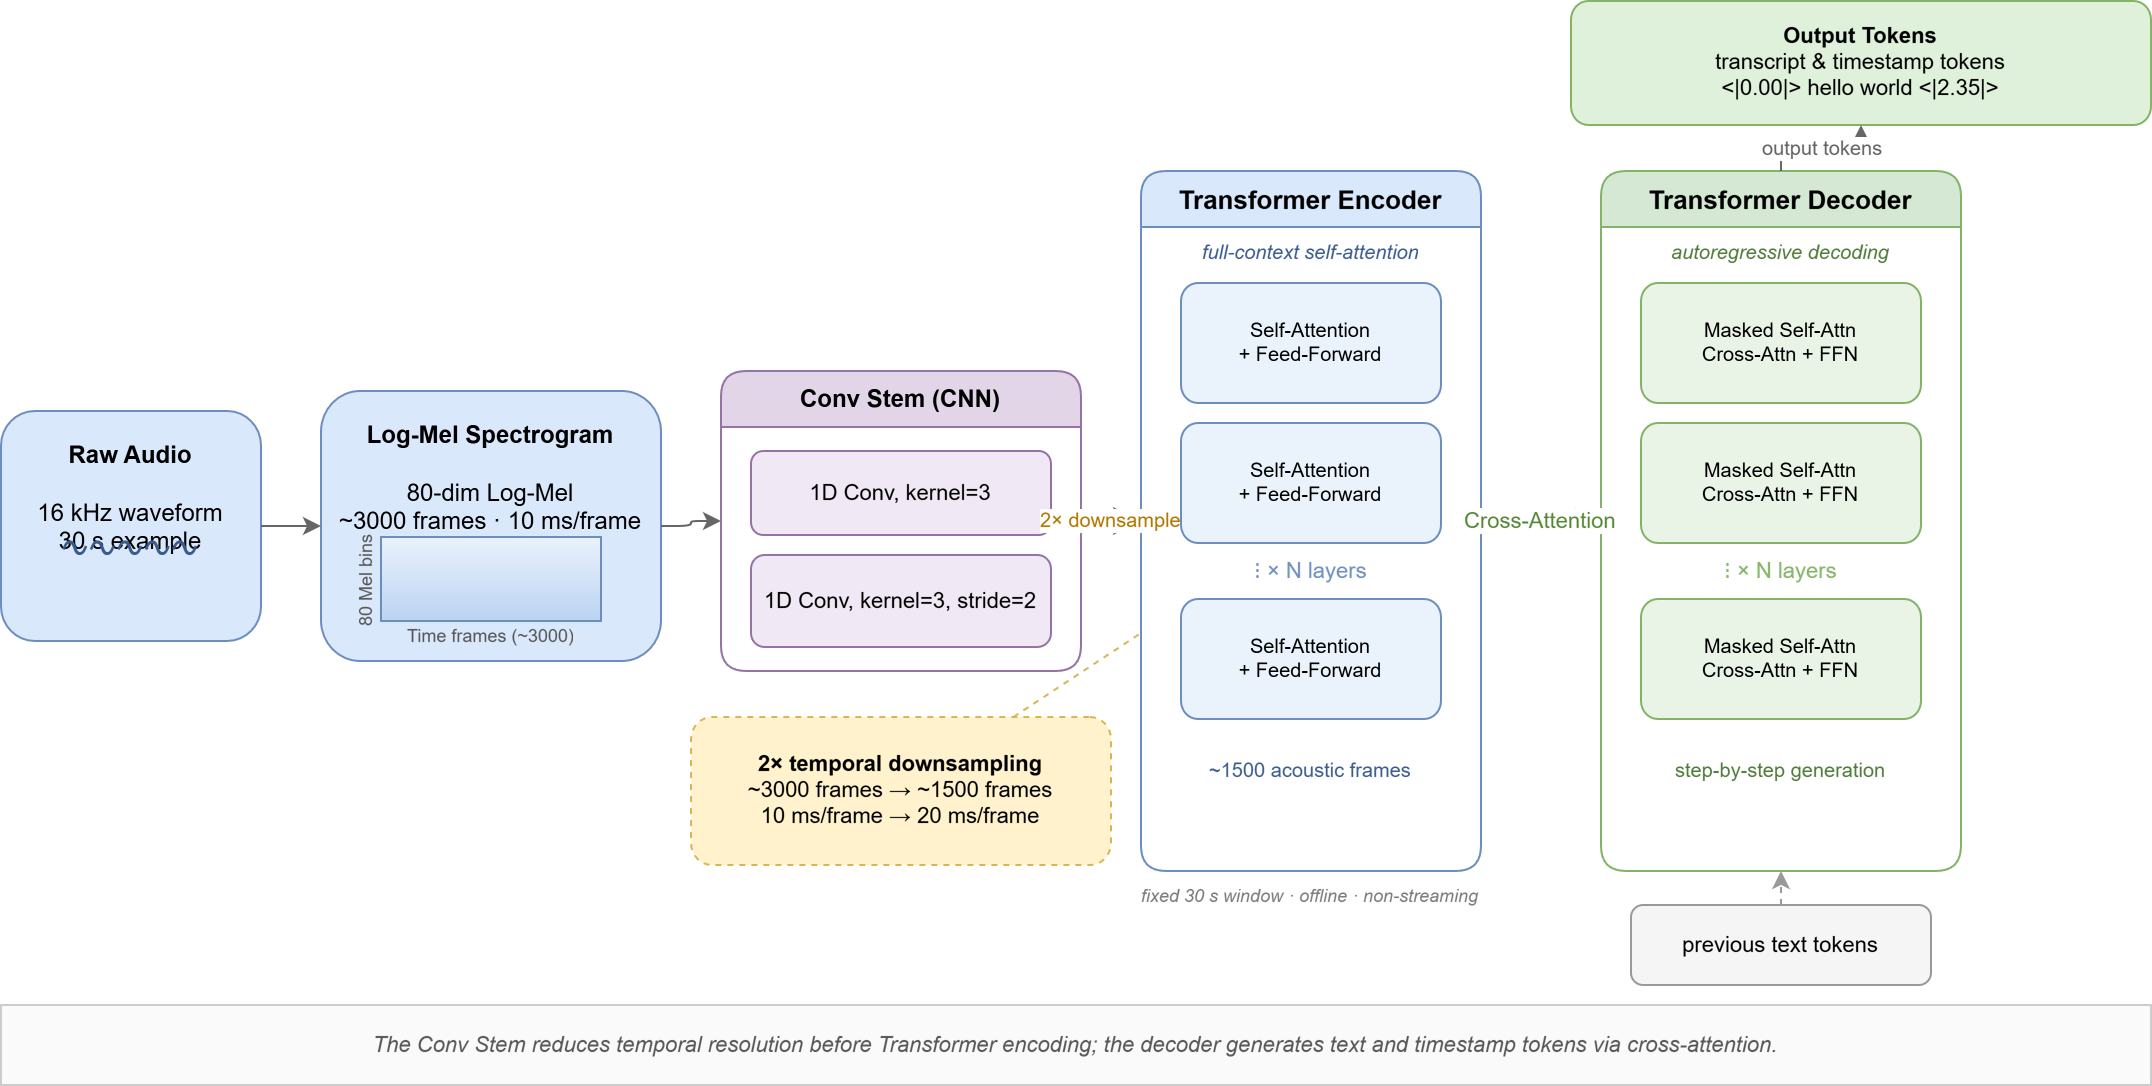 Output Tokens
transcript & timestamp tokens
<|0.00|> hello world <|2.35|>
output tokens
Raw Audio
16 kHz waveform
30 s example
Log-Mel Spectrogram
80-dim Log-Mel
~3000 frames · 10 ms/frame
80 Mel bins
Time frames (~3000)
Conv Stem (CNN)
1D Conv, kernel=3
1D Conv, kernel=3, stride=2
2× downsample
2× temporal downsampling
~3000 frames → ~1500 frames
10 ms/frame → 20 ms/frame
Transformer Encoder
full-context self-attention
Self-Attention
+ Feed-Forward
Self-Attention
+ Feed-Forward
⋮ × N layers
Self-Attention
+ Feed-Forward
~1500 acoustic frames
fixed 30 s window · offline · non-streaming
Cross-Attention
Transformer Decoder
autoregressive decoding
Masked Self-Attn
Cross-Attn + FFN
Masked Self-Attn
Cross-Attn + FFN
⋮ × N layers
Masked Self-Attn
Cross-Attn + FFN
step-by-step generation
previous text tokens
The Conv Stem reduces temporal resolution before Transformer encoding; the decoder generates text and timestamp tokens via cross-attention.